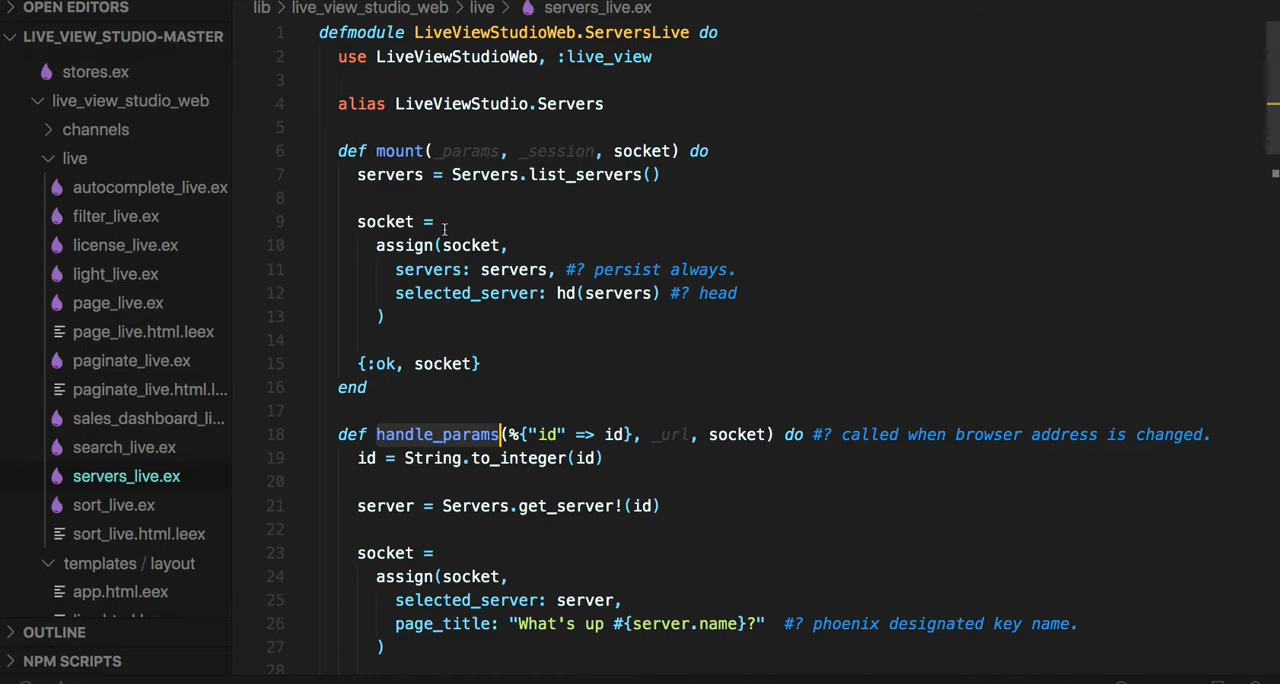 OPEN EDITORS
LIVE_VIEW_STUDIO-MASTER
stores.ex
live_view_studio_web
channels
live
autocomplete_live.ex
filter_live.ex
license_live.ex
light_live.ex
page_live.ex
page_live.html.leex
paginate_live.ex
paginate_live.html.l...
sales_dashboard_li...
search_live.ex
servers_live.ex
sort_live.ex
sort_live.html.leex
templates / layout
app.html.eex
OUTLINE
NPM SCRIPTS
lib > live_view_studio_web > live > servers_live.ex
1 defmodule LiveViewStudioWeb.ServersLive do
2 use LiveViewStudioWeb, :live_view
3
4 alias LiveViewStudio.Servers
5
6 def mount(_params, _session, socket) do
7 servers = Servers.list_servers()
8
9 socket =
10 assign(socket,
11 servers: servers, #? persist always.
12 selected_server: hd(servers) #? head
13 )
14
15 {:ok, socket}
16 end
17
18 def handle_params(%{"id" => id}, _url, socket) do #? called when browser address is changed.
19 id = String.to_integer(id)
20
21 server = Servers.get_server!(id)
22
23 socket =
24 assign(socket,
25 selected_server: server,
26 page_title: "What's up #{server.name}?" #? phoenix designated key name.
27 )
28